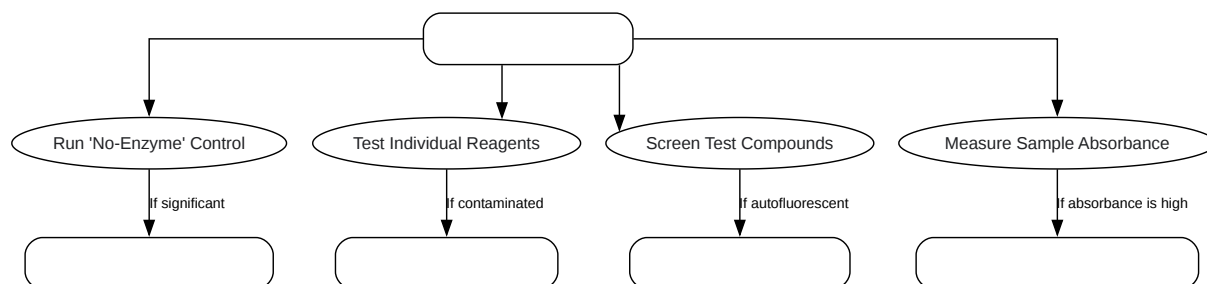 Run 'No-Enzyme' Control
Test Individual Reagents
Screen Test Compounds
Measure Sample Absorbance
If significant
If contaminated
If autofluorescent
If absorbance is high